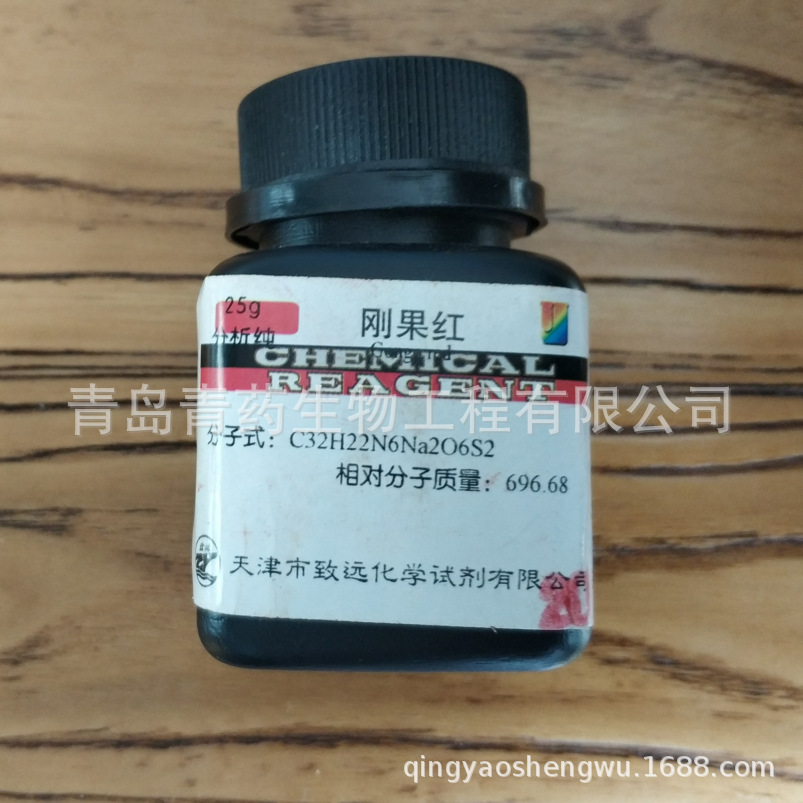 25g
刚果红
分析纯
CHEMICAL
REAGENT
青岛青药生物工程有限公司
分子式：C32H22N6Na2O6S2
相对分子质量：696.68
天津市致远化学试剂有限公司
qingyaoshengwu.1688.com